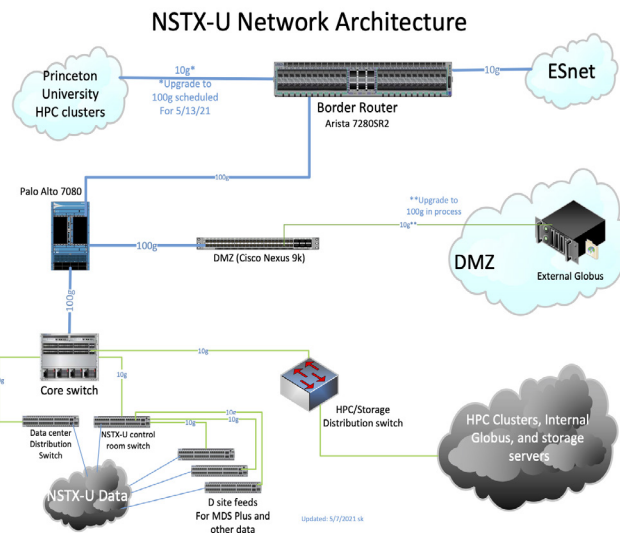 NSTX-U Network Architecture
Princeton
University
HPC clusters
10g*
*Upgrade to
100g scheduled
For 5/13/21
10g
ESnet
Border Router
Arista 7280SR2
100g
Palo Alto 7080
**Upgrade to
100g in process
10g**
100g
DMZ (Cisco Nexus 9k)
DMZ
External Globus
100g
10g
Core switch
10g
HPC/Storage
Distribution switch
HPC Clusters, Internal
Globus, and storage
servers
10g
10g
Data center
Distribution
Switch
NSTX-U control
room switch
10g
NSTX-U Data
D site feeds
For MDS Plus and
other data
Updated: 5/7/2021 sk